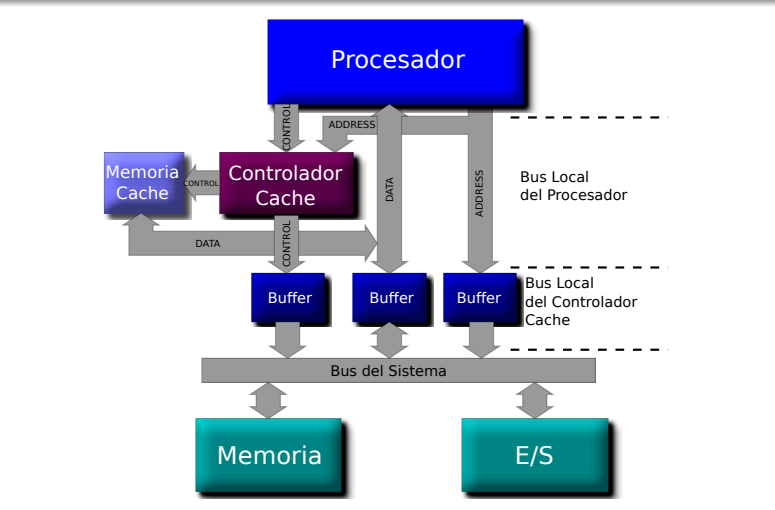 Procesador
CONTROL
ADDRESS
Memoria
Cache
CONTROL
Controlador
Cache
DATA
ADDRESS
Bus Local
del Procesador
DATA
CONTROL
Buffer
Buffer
Buffer
Bus Local
del Controlador
Cache
Bus del Sistema
Memoria
E/S